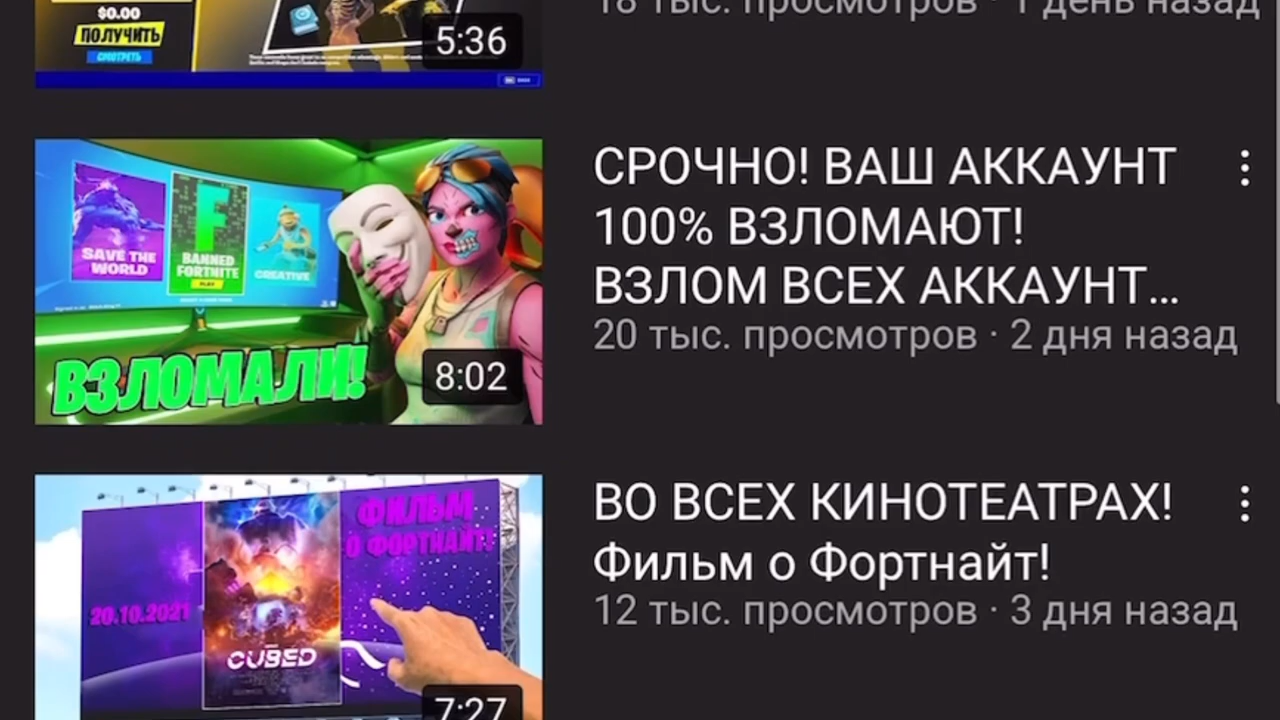 $0.00
ПОЛУЧИТЬ
СМОТРЕТЬ
5:36
18 тыс. просмотров · 1 день назад
SAVE THE
WORLD
BANNED
FORTNITE
PLAY
CREATIVE
ВЗЛОМАЛИ!
8:02
СРОЧНО! ВАШ АККАУНТ
100% ВЗЛОМАЮТ!
ВЗЛОМ ВСЕХ АККАУНТ...
20 тыс. просмотров · 2 дня назад
ФИЛЬМ
О ФОРТНАЙТ!
20.10.2021
CUBED
7:27
ВО ВСЕХ КИНОТЕАТРАХ!
Фильм о Фортнайт!
12 тыс. просмотров · 3 дня назад